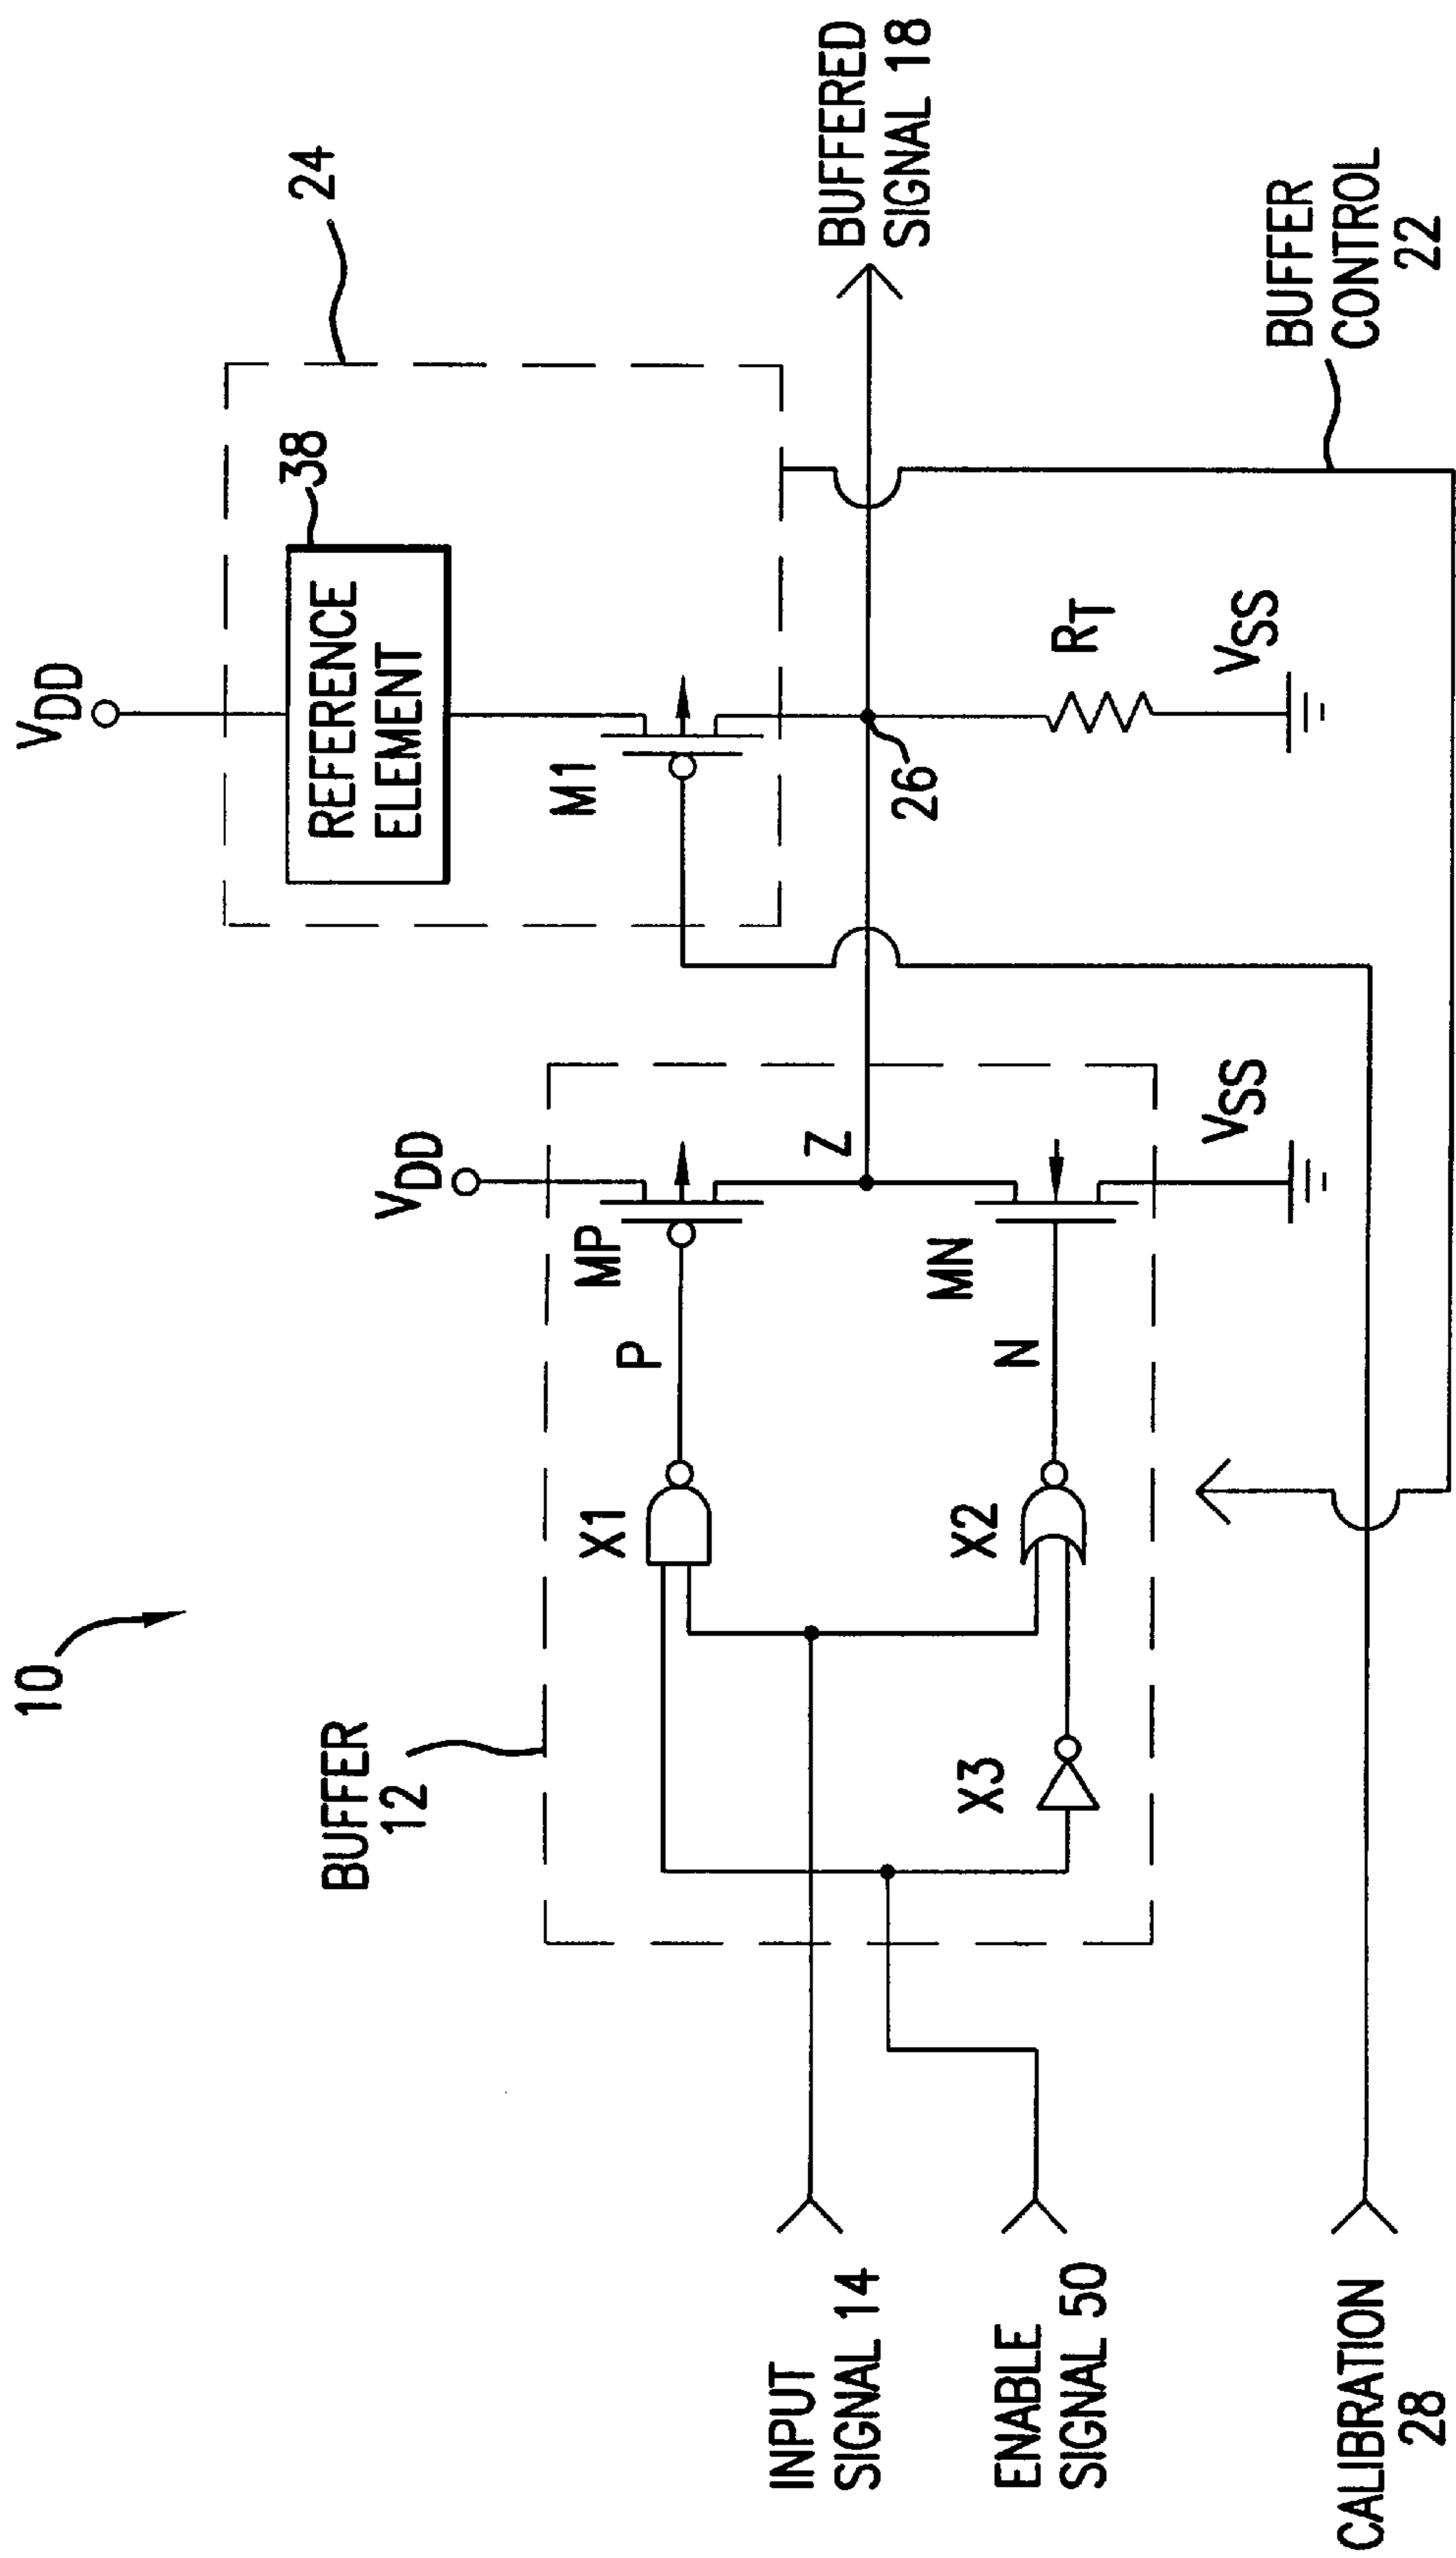 10
VDD
24
38
REFERENCE
ELEMENT
VDD
M1
BUFFER
12
MP
X1
P
Z
26
BUFFERED
SIGNAL 18
INPUT
SIGNAL 14
X3
X2
N
MN
RT
ENABLE
SIGNAL 50
VSS
VSS
BUFFER
CONTROL
22
CALIBRATION
28